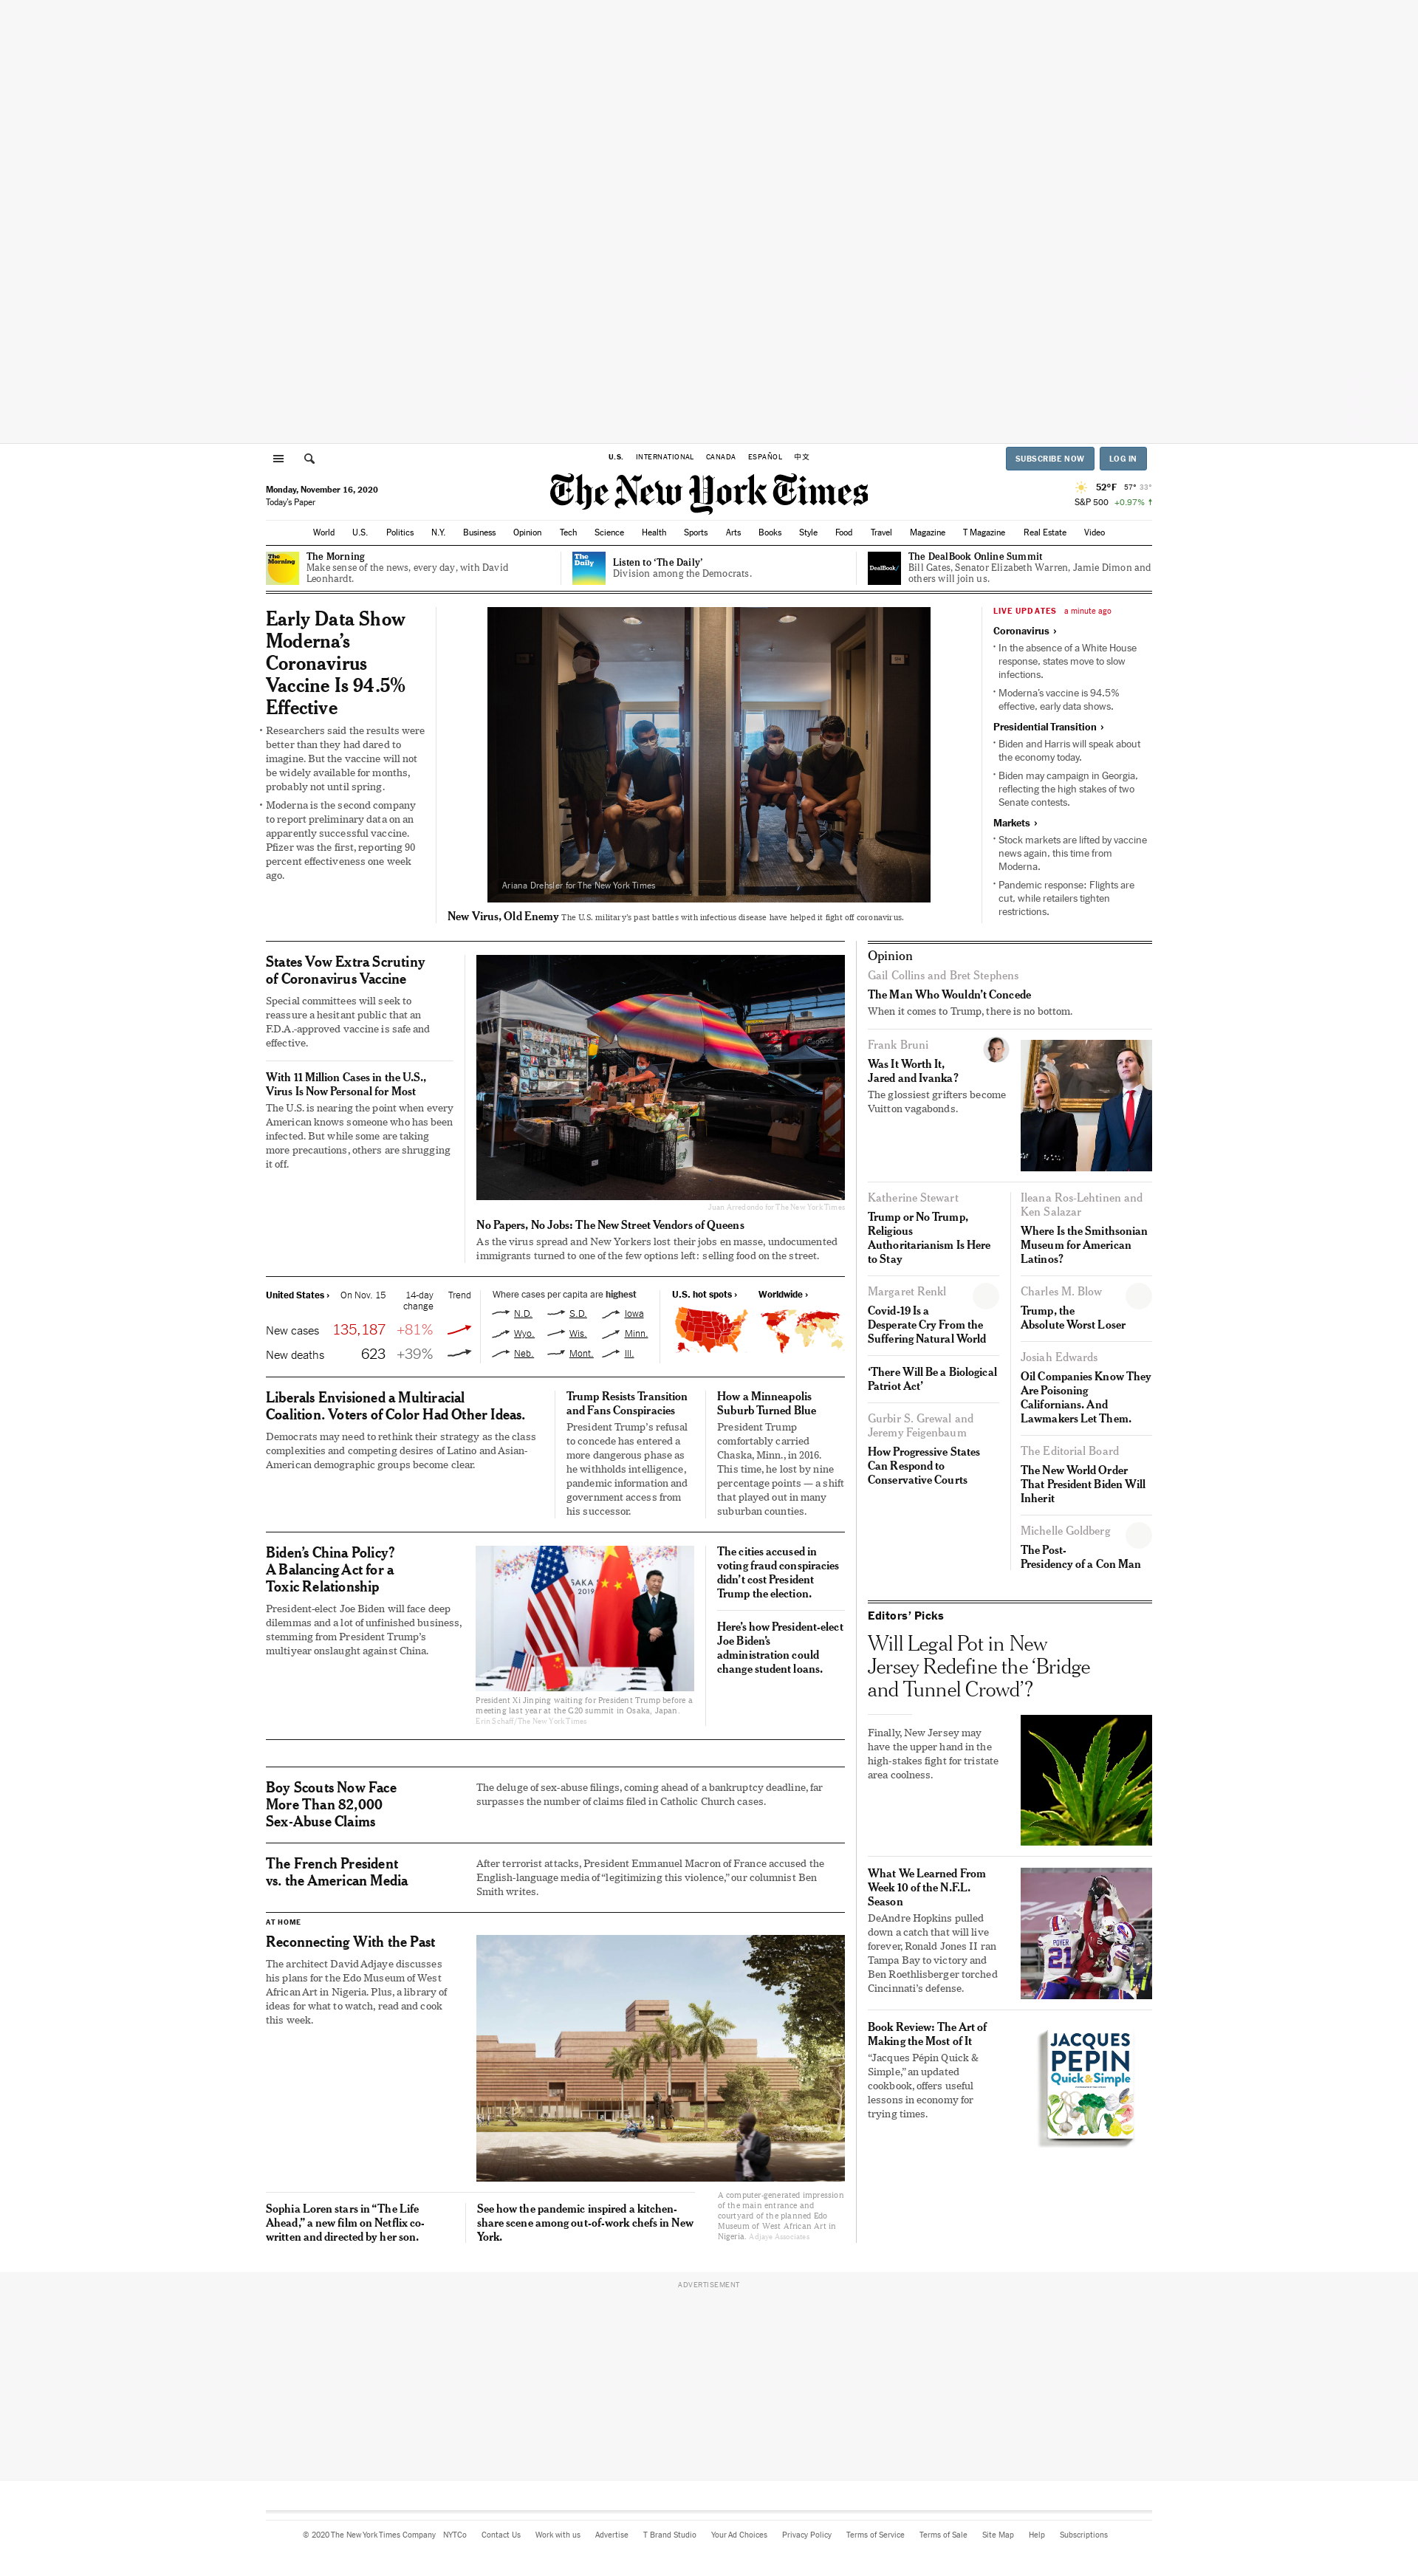 U.S. INTERNATIONAL CANADA ESPAÑOL 中文
SUBSCRIBE NOW
LOG IN
Monday, November 16, 2020
Today's Paper
The New York Times
52°F 57° 33°
S&P 500 +0.97% ↑
World U.S. Politics N.Y. Business Opinion Tech Science Health Sports Arts Books Style Food Travel Magazine T Magazine Real Estate Video
The Morning
The Morning
Make sense of the news, every day, with David
Leonhardt.
The Daily
Listen to ‘The Daily’
Division among the Democrats.
DealBook/
The DealBook Online Summit
Bill Gates, Senator Elizabeth Warren, Jamie Dimon and
others will join us.
Early Data Show
Moderna’s
Coronavirus
Vaccine Is 94.5%
Effective
• Researchers said the results were
better than they had dared to
imagine. But the vaccine will not
be widely available for months,
probably not until spring.
• Moderna is the second company
to report preliminary data on an
apparently successful vaccine.
Pfizer was the first, reporting 90
percent effectiveness one week
ago.
Ariana Drehsler for The New York Times
New Virus, Old Enemy The U.S. military’s past battles with infectious disease have helped it fight off coronavirus.
LIVE UPDATES a minute ago
Coronavirus ›
• In the absence of a White House
response, states move to slow
infections.
• Moderna’s vaccine is 94.5%
effective, early data shows.
Presidential Transition ›
• Biden and Harris will speak about
the economy today.
• Biden may campaign in Georgia,
reflecting the high stakes of two
Senate contests.
Markets ›
• Stock markets are lifted by vaccine
news again, this time from
Moderna.
• Pandemic response: Flights are
cut, while retailers tighten
restrictions.
States Vow Extra Scrutiny
of Coronavirus Vaccine
Special committees will seek to
reassure a hesitant public that an
F.D.A.-approved vaccine is safe and
effective.
With 11 Million Cases in the U.S.,
Virus Is Now Personal for Most
The U.S. is nearing the point when every
American knows someone who has been
infected. But while some are taking
more precautions, others are shrugging
it off.
Juan Arredondo for The New York Times
No Papers, No Jobs: The New Street Vendors of Queens
As the virus spread and New Yorkers lost their jobs en masse, undocumented
immigrants turned to one of the few options left: selling food on the street.
United States › On Nov. 15 14-day Trend
change
New cases 135,187 +81%
New deaths 623 +39%
Where cases per capita are highest
N.D. S.D. Iowa
Wyo. Wis. Minn.
Neb. Mont. Ill.
U.S. hot spots › Worldwide ›
Liberals Envisioned a Multiracial
Coalition. Voters of Color Had Other Ideas.
Democrats may need to rethink their strategy as the class
complexities and competing desires of Latino and Asian-
American demographic groups become clear.
Trump Resists Transition
and Fans Conspiracies
President Trump’s refusal
to concede has entered a
more dangerous phase as
he withholds intelligence,
pandemic information and
government access from
his successor.
How a Minneapolis
Suburb Turned Blue
President Trump
comfortably carried
Chaska, Minn., in 2016.
This time, he lost by nine
percentage points — a shift
that played out in many
suburban counties.
Biden’s China Policy?
A Balancing Act for a
Toxic Relationship
President-elect Joe Biden will face deep
dilemmas and a lot of unfinished business,
stemming from President Trump’s
multiyear onslaught against China.
OSAKA SUMMIT
2019
President Xi Jinping waiting for President Trump before a
meeting last year at the G20 summit in Osaka, Japan.
Erin Schaff/The New York Times
The cities accused in
voting fraud conspiracies
didn’t cost President
Trump the election.
Here’s how President-elect
Joe Biden’s
administration could
change student loans.
Boy Scouts Now Face
More Than 82,000
Sex-Abuse Claims
The deluge of sex-abuse filings, coming ahead of a bankruptcy deadline, far
surpasses the number of claims filed in Catholic Church cases.
The French President
vs. the American Media
After terrorist attacks, President Emmanuel Macron of France accused the
English-language media of “legitimizing this violence,” our columnist Ben
Smith writes.
AT HOME
Reconnecting With the Past
The architect David Adjaye discusses
his plans for the Edo Museum of West
African Art in Nigeria. Plus, a library of
ideas for what to watch, read and cook
this week.
A computer-generated impression
of the main entrance and
courtyard of the planned Edo
Museum of West African Art in
Nigeria. Adjaye Associates
Sophia Loren stars in “The Life
Ahead,” a new film on Netflix co-
written and directed by her son.
See how the pandemic inspired a kitchen-
share scene among out-of-work chefs in New
York.
Opinion
Gail Collins and Bret Stephens
The Man Who Wouldn’t Concede
When it comes to Trump, there is no bottom.
Frank Bruni
Was It Worth It,
Jared and Ivanka?
The glossiest grifters become
Vuitton vagabonds.
Katherine Stewart
Trump or No Trump,
Religious
Authoritarianism Is Here
to Stay
Margaret Renkl
Covid-19 Is a
Desperate Cry From the
Suffering Natural World
‘There Will Be a Biological
Patriot Act’
Gurbir S. Grewal and
Jeremy Feigenbaum
How Progressive States
Can Respond to
Conservative Courts
Ileana Ros-Lehtinen and
Ken Salazar
Where Is the Smithsonian
Museum for American
Latinos?
Charles M. Blow
Trump, the
Absolute Worst Loser
Josiah Edwards
Oil Companies Know They
Are Poisoning
Californians. And
Lawmakers Let Them.
The Editorial Board
The New World Order
That President Biden Will
Inherit
Michelle Goldberg
The Post-
Presidency of a Con Man
Editors’ Picks
Will Legal Pot in New
Jersey Redefine the ‘Bridge
and Tunnel Crowd’?
Finally, New Jersey may
have the upper hand in the
high-stakes fight for tristate
area coolness.
What We Learned From
Week 10 of the N.F.L.
Season
DeAndre Hopkins pulled
down a catch that will live
forever, Ronald Jones II ran
Tampa Bay to victory and
Ben Roethlisberger torched
Cincinnati’s defense.
POYER
21
Book Review: The Art of
Making the Most of It
“Jacques Pépin Quick &
Simple,” an updated
cookbook, offers useful
lessons in economy for
trying times.
JACQUES
PÉPIN
Quick & Simple
ADVERTISEMENT
© 2020 The New York Times Company NYTCo Contact Us Work with us Advertise T Brand Studio Your Ad Choices Privacy Policy Terms of Service Terms of Sale Site Map Help Subscriptions